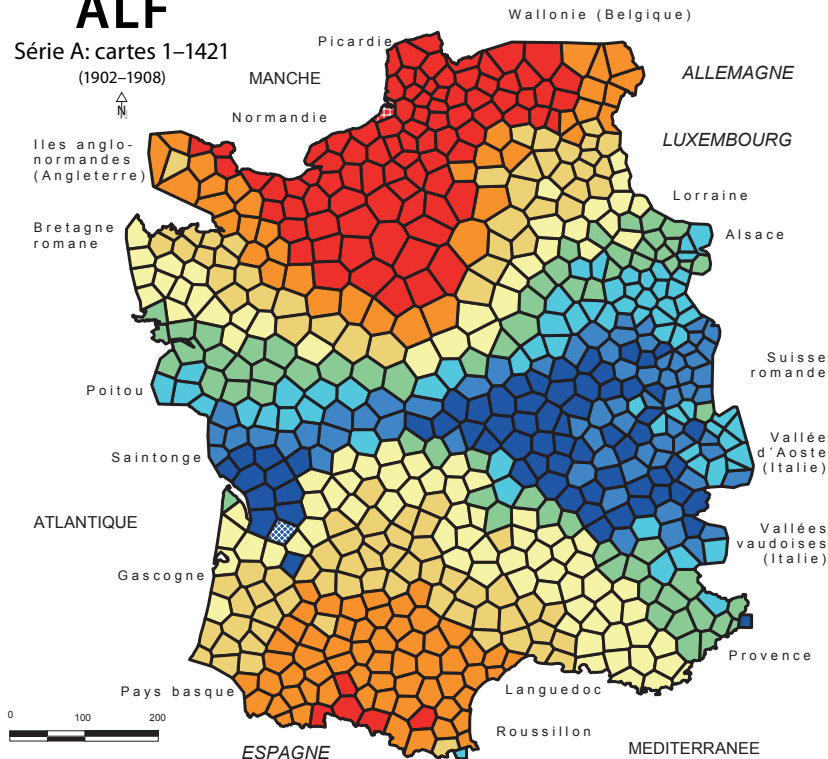 ALF
Série A: cartes 1–1421
(1902–1908)
N
Wallonie (Belgique)
Picardie
MANCHE
ALLEMAGNE
Normandie
LUXEMBOURG
Iles anglo-
normandes
(Angleterre)
Lorraine
Bretagne
romane
Alsace
Suisse
romande
Poitou
Vallée
d´Aoste
(Italie)
Saintonge
ATLANTIQUE
Vallées
vaudoises
(Italie)
Gascogne
Provence
Pays basque
Languedoc
0 100 200
Roussillon
ESPAGNE
MEDITERRANEE